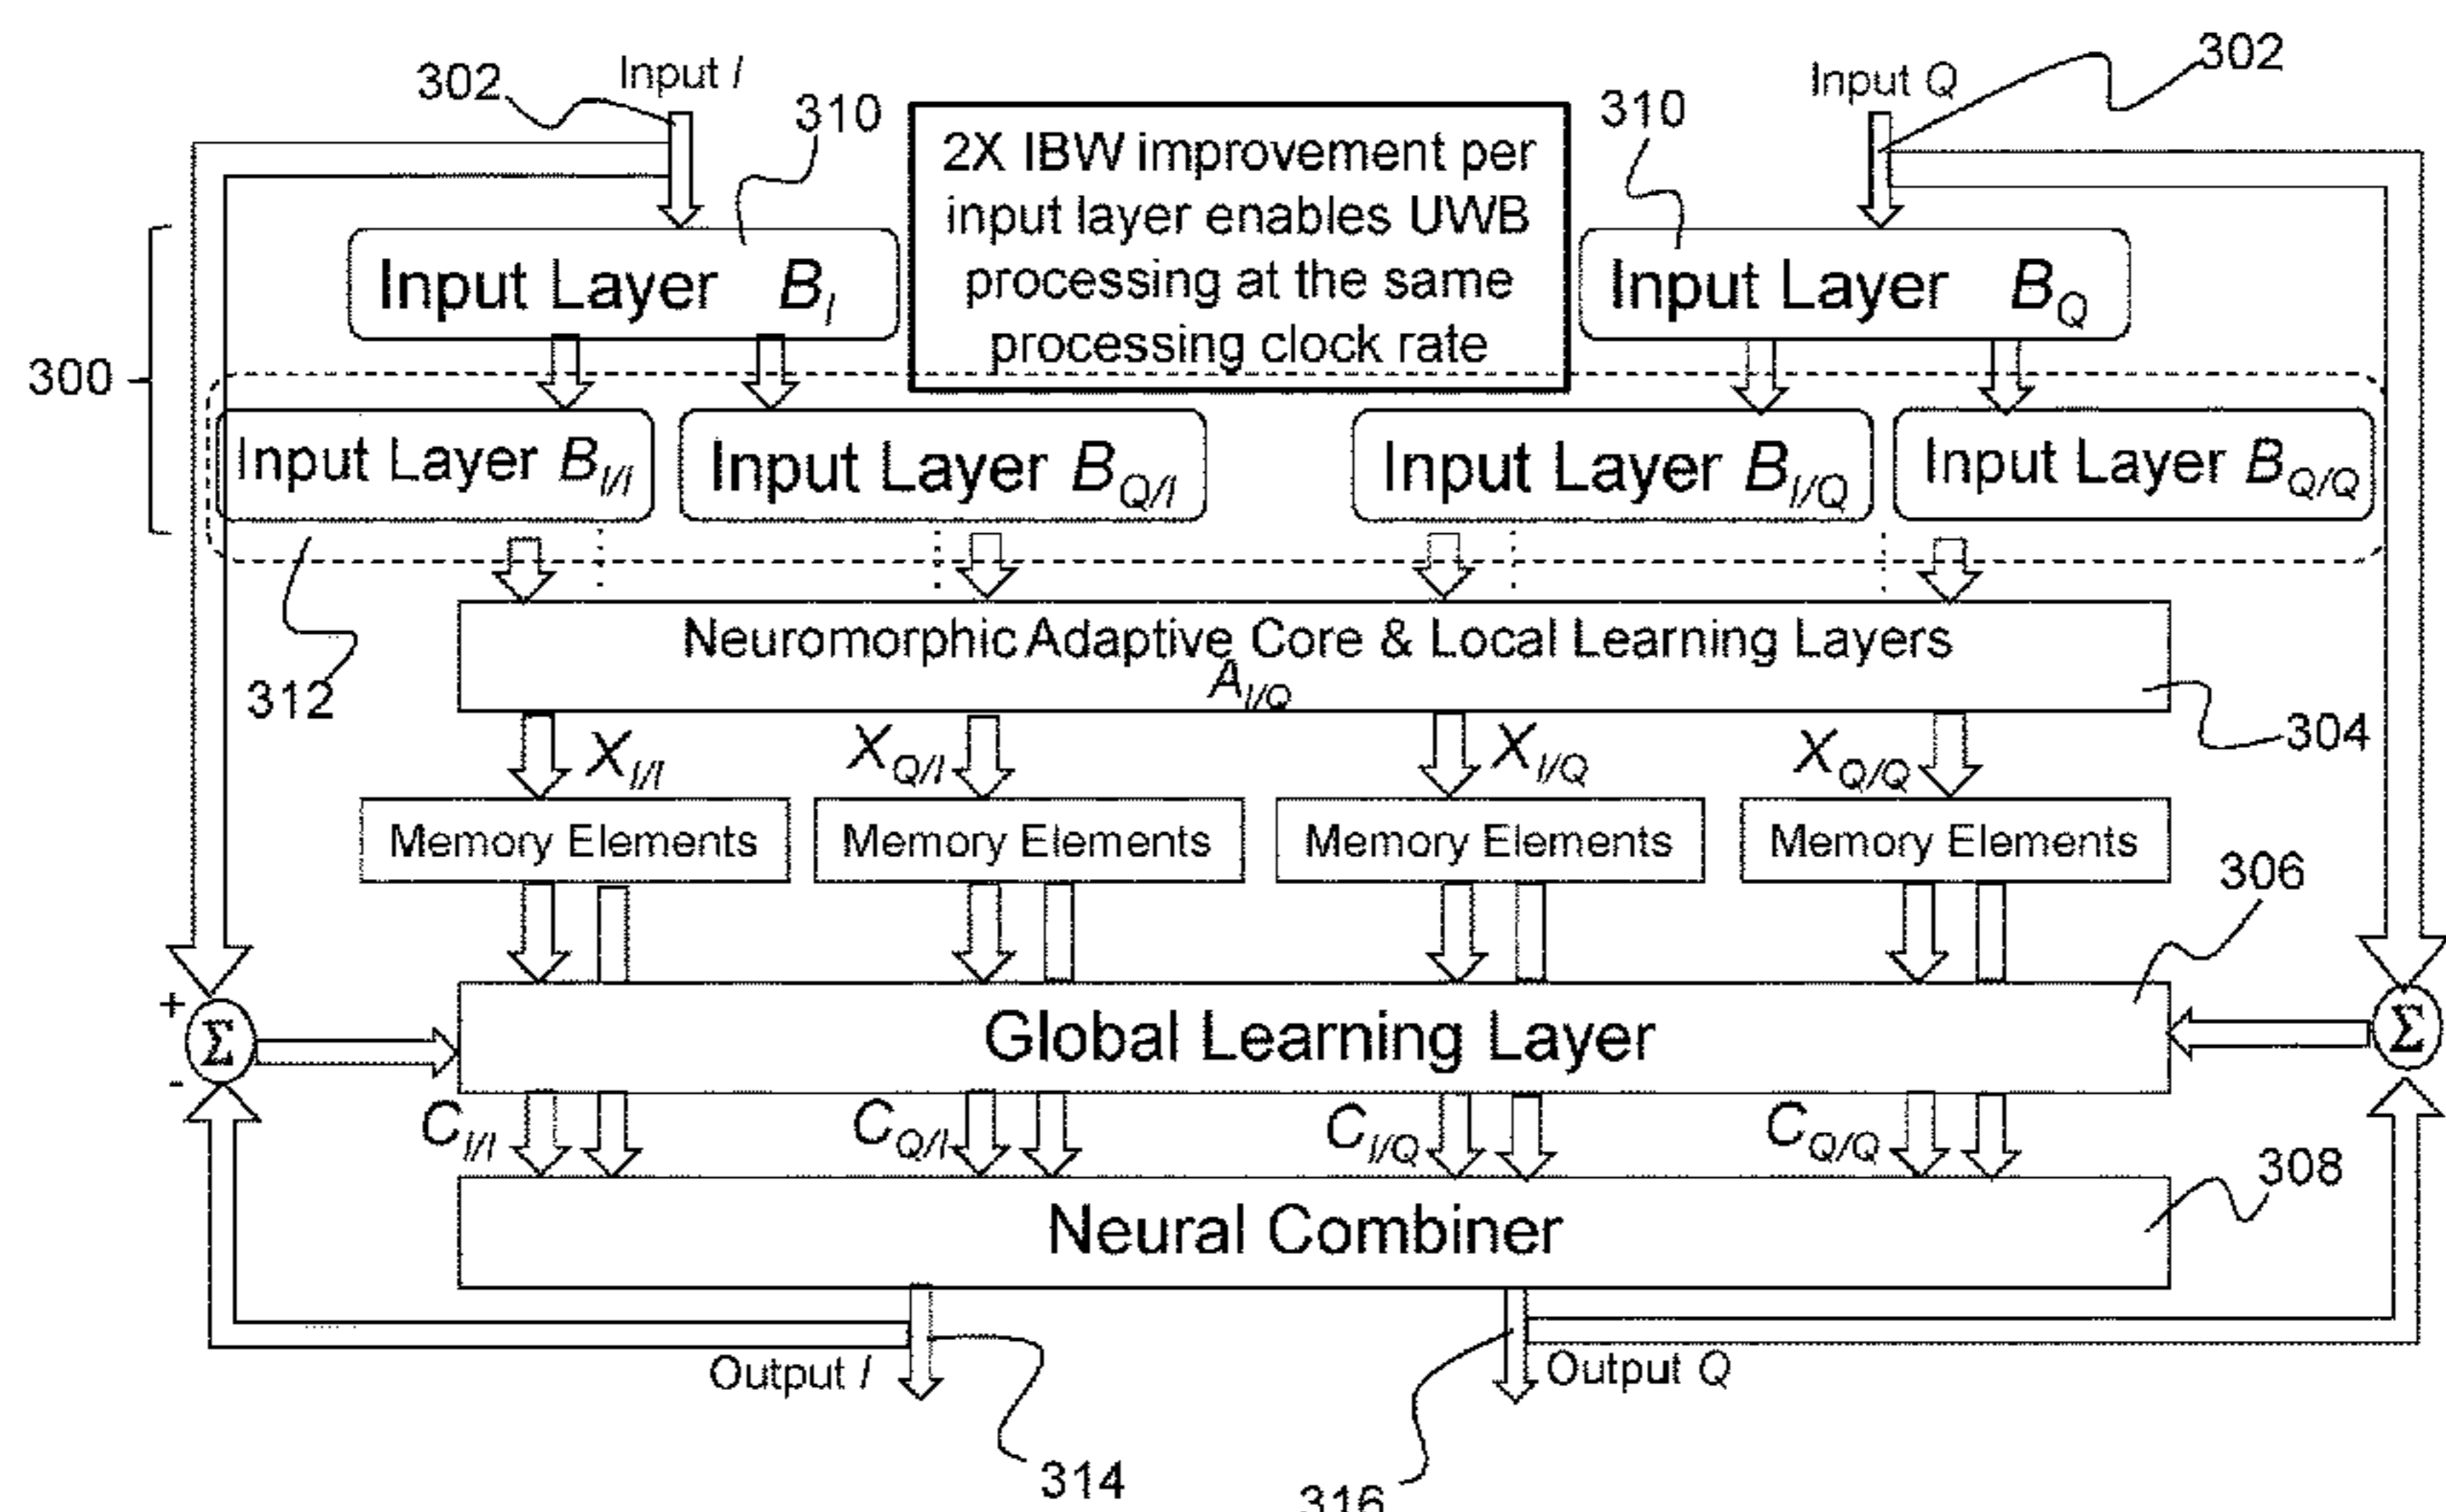 302 Input I
Input Q 302
310
310
2X IBW improvement per
input layer enables UWB
processing at the same
processing clock rate
Input Layer B_I
Input Layer B_Q
300
Input Layer B_I/I
Input Layer B_Q/I
Input Layer B_I/Q
Input Layer B_Q/Q
312
Neuromorphic Adaptive Core & Local Learning Layers
A_I/Q
304
X_I/I
X_Q/I
X_I/Q
X_Q/Q
Memory Elements
Memory Elements
Memory Elements
Memory Elements
306
+
Σ
-
Global Learning Layer
Σ
C_I/I
C_Q/I
C_I/Q
C_Q/Q
308
Neural Combiner
Output I
Output Q
314
316